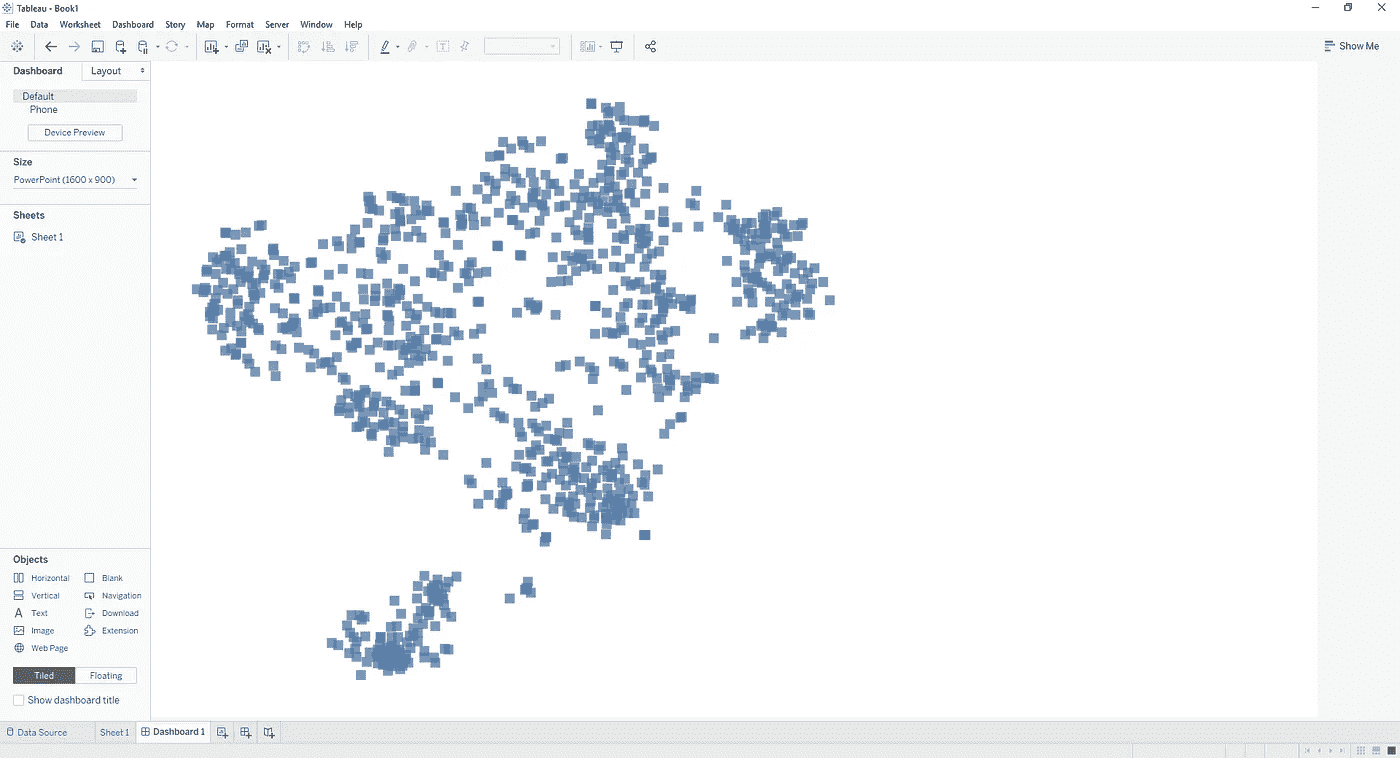 Tableau - Book1
File Data Worksheet Dashboard Story Map Format Server Window Help
Show Me
Dashboard Layout
Default
Phone
Device Preview
Size
PowerPoint (1600 x 900)
Sheets
Sheet 1
Objects
Horizontal Blank
Vertical Navigation
Text Download
Image Extension
Web Page
Tiled Floating
Show dashboard title
Data Source Sheet 1 Dashboard 1